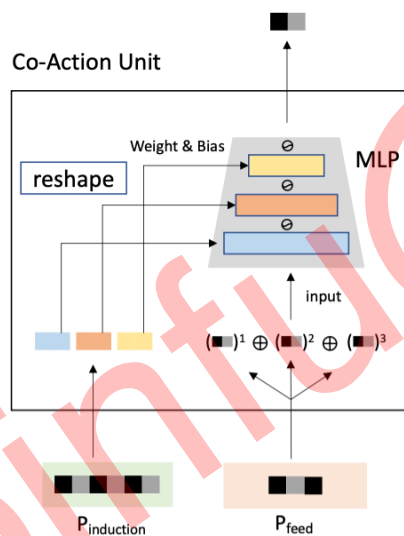 Co-Action Unit
Weight & Bias
MLP
reshape
input
( )¹ ⊕ ( )² ⊕ ( )³
P_induction
P_feed